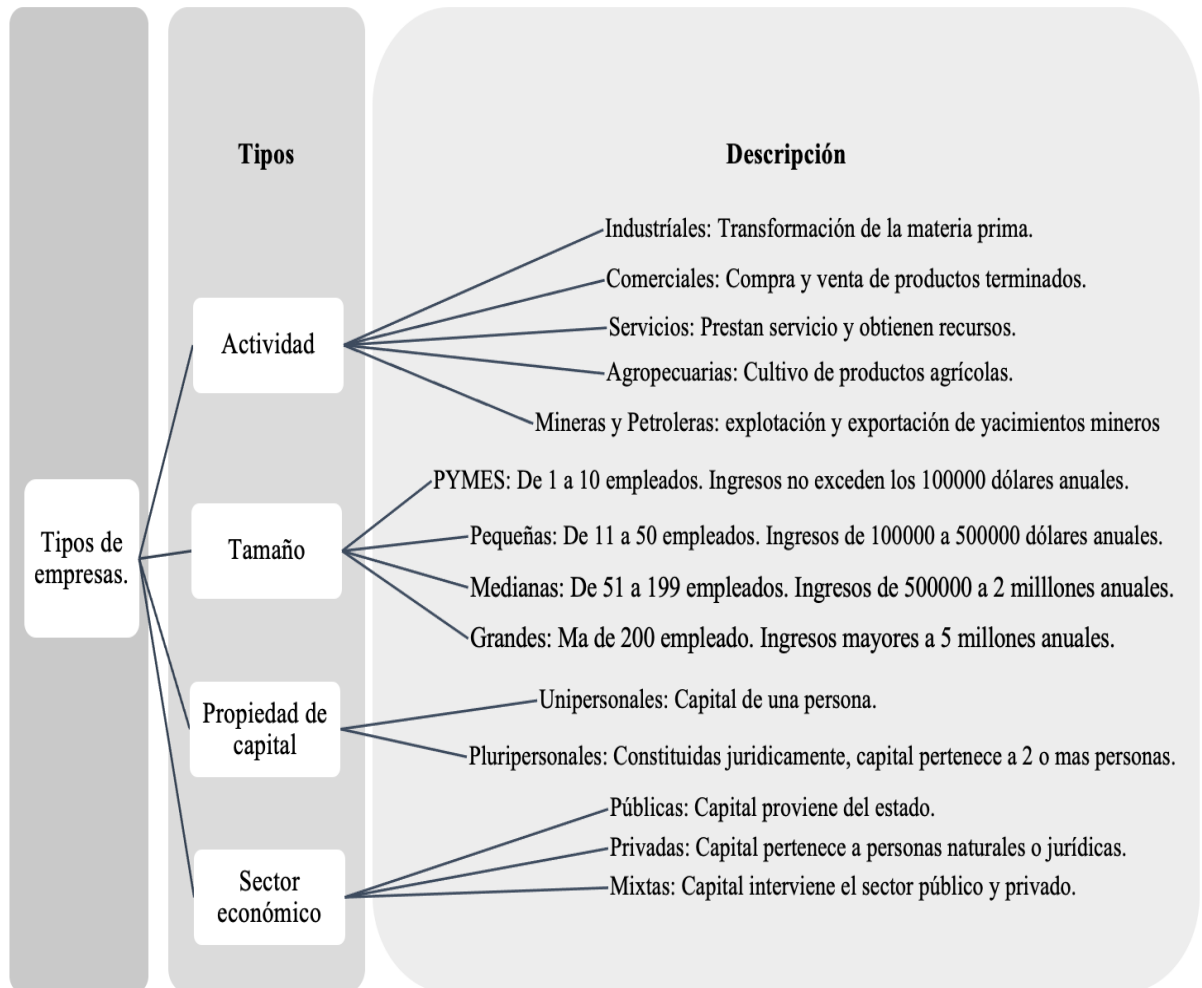 Tipos
Descripción
Tipos de
empresas.
Actividad
Industríales: Transformación de la materia prima.
Comerciales: Compra y venta de productos terminados.
Servicios: Prestan servicio y obtienen recursos.
Agropecuarias: Cultivo de productos agrícolas.
Mineras y Petroleras: explotación y exportación de yacimientos mineros
Tamaño
PYMES: De 1 a 10 empleados. Ingresos no exceden los 100000 dólares anuales.
Pequeñas: De 11 a 50 empleados. Ingresos de 100000 a 500000 dólares anuales.
Medianas: De 51 a 199 empleados. Ingresos de 500000 a 2 milllones anuales.
Grandes: Ma de 200 empleado. Ingresos mayores a 5 millones anuales.
Propiedad de
capital
Unipersonales: Capital de una persona.
Pluripersonales: Constituidas juridicamente, capital pertenece a 2 o mas personas.
Sector
económico
Públicas: Capital proviene del estado.
Privadas: Capital pertenece a personas naturales o jurídicas.
Mixtas: Capital interviene el sector público y privado.